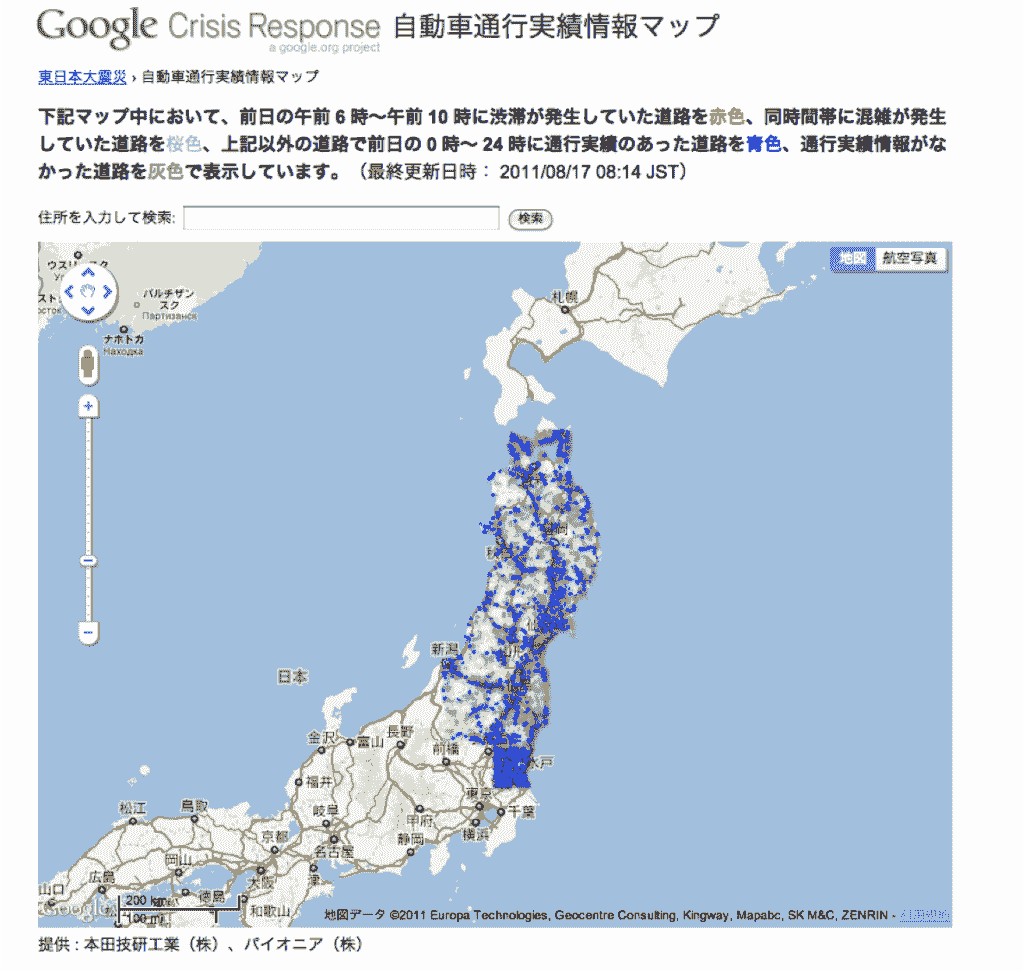 Google Crisis Response 自動車通行実績情報マップ
a google.org project
東日本大震災 › 自動車通行実績情報マップ
下記マップ中において、前日の午前 6 時～午前 10 時に渋滞が発生していた道路を赤色、同時間帯に混雑が発生
していた道路を桜色、上記以外の道路で前日の 0 時～ 24 時に通行実績のあった道路を青色、通行実績情報がな
かった道路を灰色で表示しています。（最終更新日時： 2011/08/17 08:14 JST）
住所を入力して検索:
検索
地図 航空写真
パルチザン
スク
Партизанск
ナホトカ
Находка
札幌
新潟
日本
金沢
富山
長野
前橋
水戸
福井
岐阜
甲府
東京
千葉
松江
鳥取
京都
名古屋
静岡
横浜
岡山
広島
大阪
津
山口
徳島
和歌山
200 km
100 mi
Google
地図データ ©2011 Europa Technologies, Geocentre Consulting, Kingway, Mapabc, SK M&C, ZENRIN - 利用規約
提供 : 本田技研工業（株）、パイオニア（株）